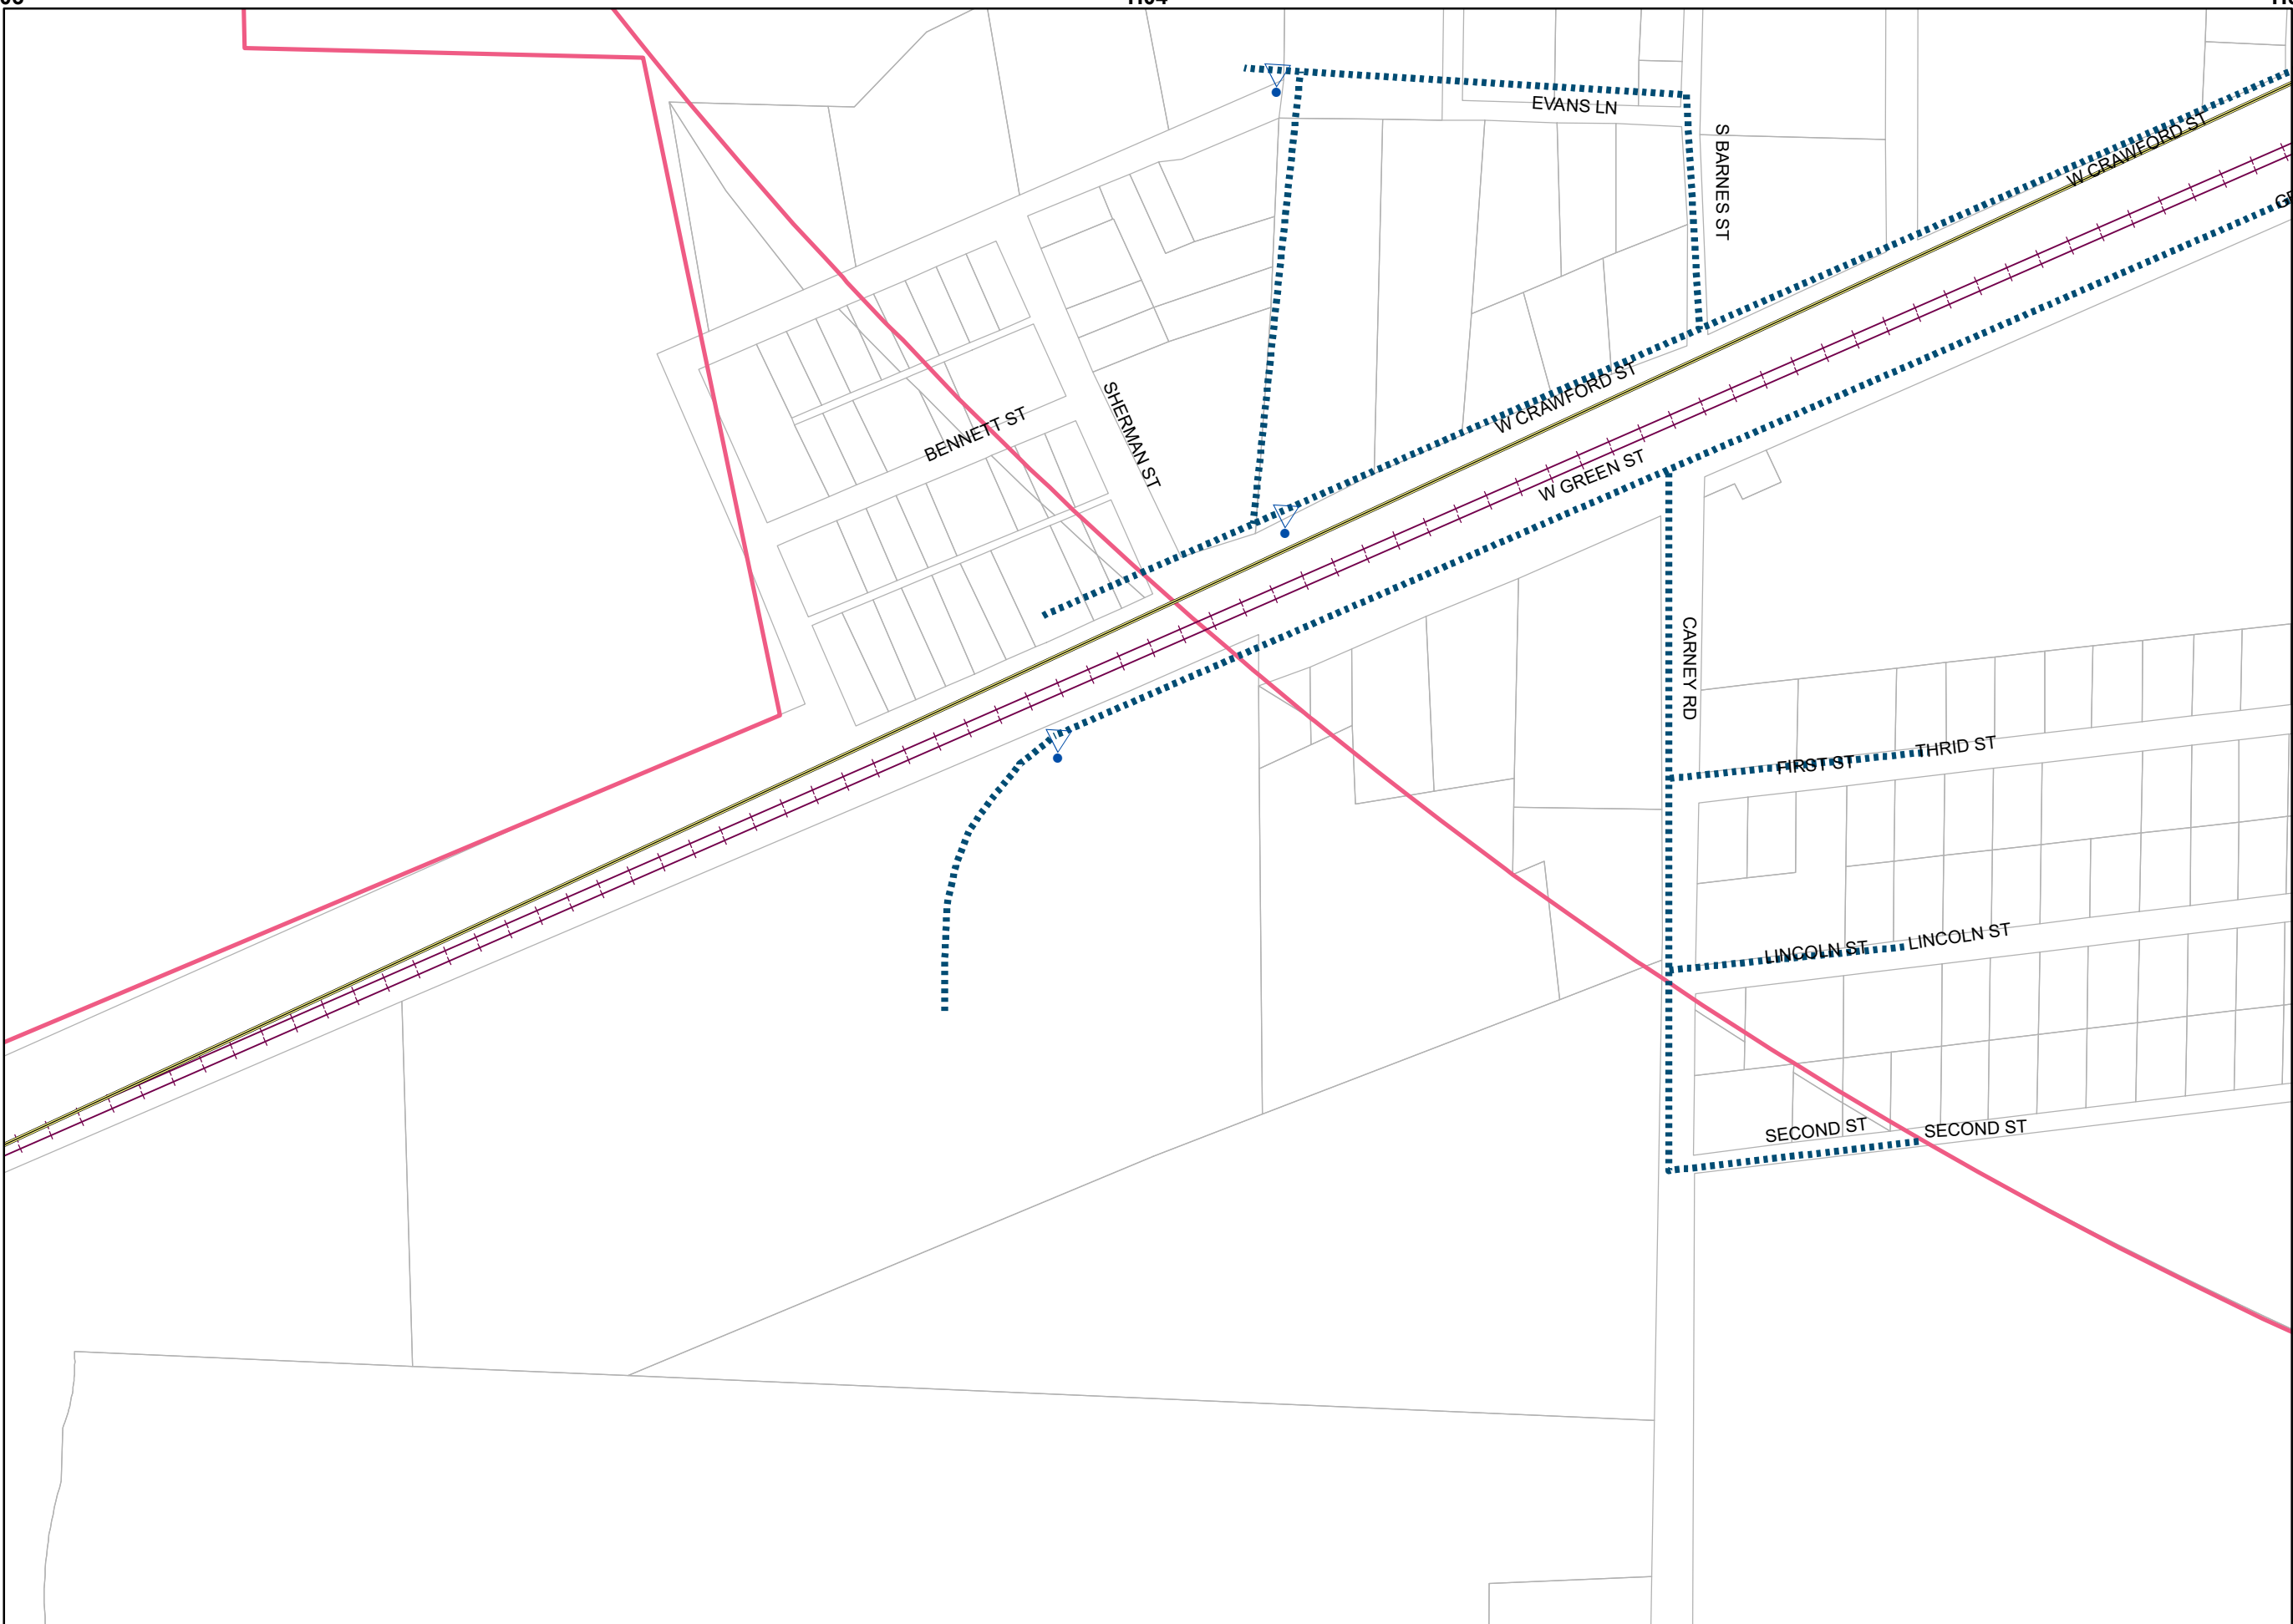 EVANS LN
S BARNES ST
W CRAWFORD ST
W CRAWFORD ST
BENNETT ST
SHERMAN ST
W GREEN ST
CARNEY RD
FIRST ST
THRID ST
LINCOLN ST
LINCOLN ST
SECOND ST
SECOND ST